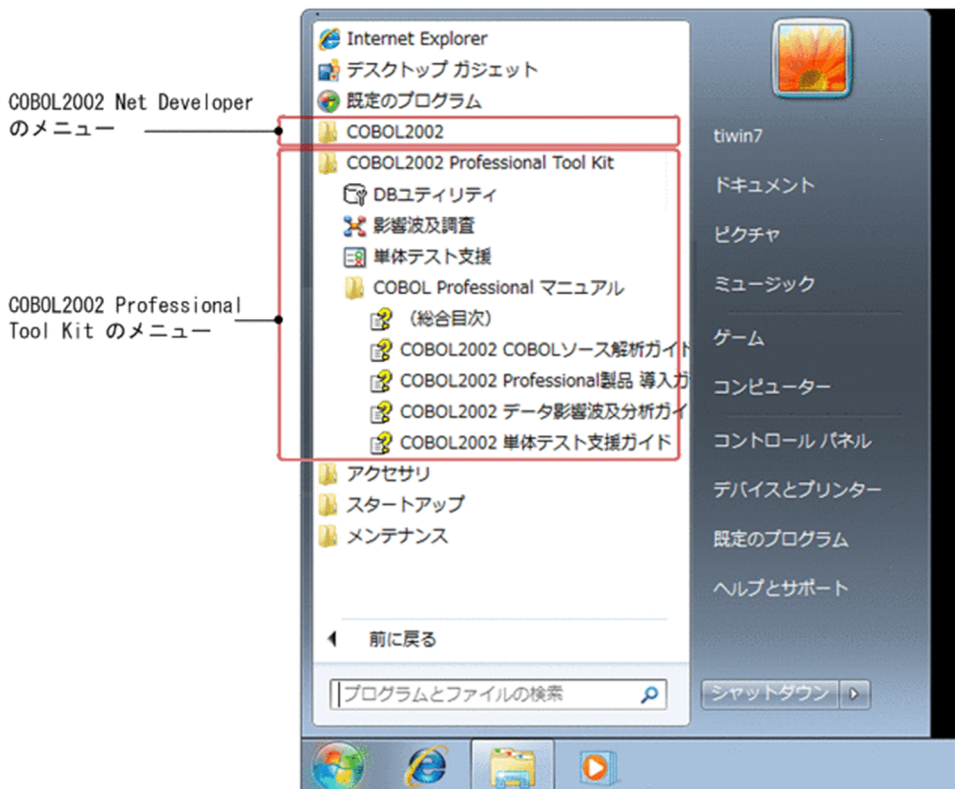 COBOL2002 Net Developer
のメニュー
COBOL2002 Professional
Tool Kit のメニュー
Internet Explorer
デスクトップ ガジェット
既定のプログラム
COBOL2002
COBOL2002 Professional Tool Kit
DBユティリティ
影響波及調査
単体テスト支援
COBOL Professional マニュアル
（総合目次）
COBOL2002 COBOLソース解析ガイド
COBOL2002 Professional製品 導入ガ
COBOL2002 データ影響波及分析ガイ
COBOL2002 単体テスト支援ガイド
アクセサリ
スタートアップ
メンテナンス
前に戻る
プログラムとファイルの検索
tiwin7
ドキュメント
ピクチャ
ミュージック
ゲーム
コンピューター
コントロール パネル
デバイスとプリンター
既定のプログラム
ヘルプとサポート
シャットダウン